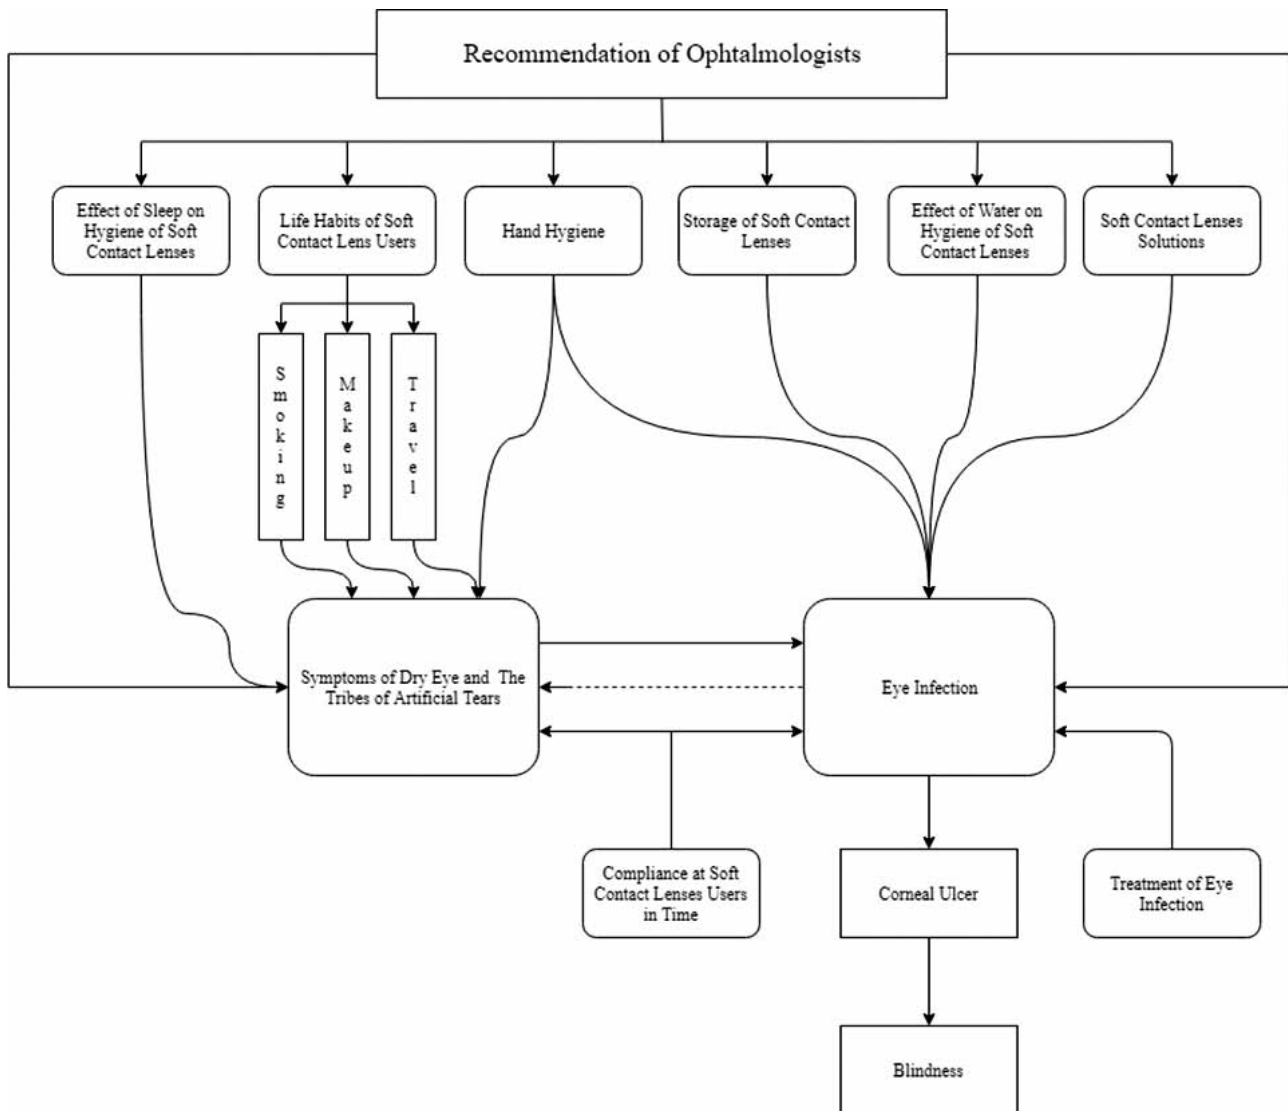 Recommendation of Ophtalmologists
Effect of Sleep on
Hygiene of Soft
Contact Lenses
Life Habits of Soft
Contact Lens Users
Hand Hygiene
Storage of Soft Contact
Lenses
Effect of Water on
Hygiene of Soft
Contact Lenses
Soft Contact Lenses
Solutions
Smoking
Makeup
Travel
Symptoms of Dry Eye and The
Tribes of Artificial Tears
Eye Infection
Compliance at Soft
Contact Lenses Users
in Time
Corneal Ulcer
Treatment of Eye
Infection
Blindness